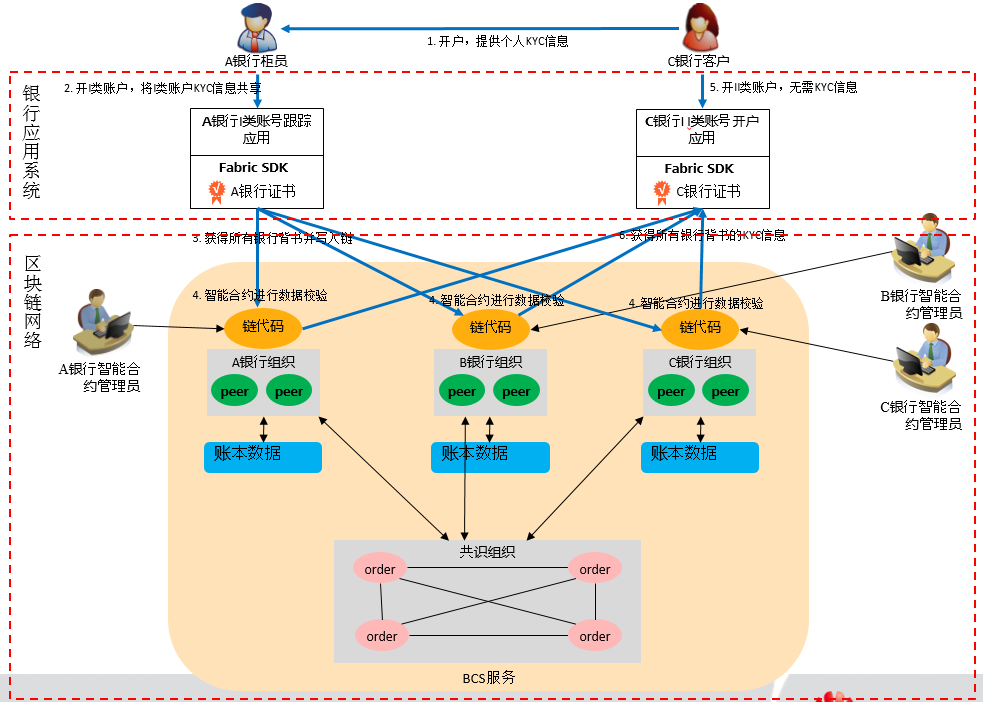 A银行柜员
1. 开户，提供个人KYC信息
C银行客户
银行应用系统
2. 开I类账户，将I类账户KYC信息共享
5. 开II类账户，无需KYC信息
A银行I类账号跟踪
应用
Fabric SDK
A银行证书
C银行II类账号开户
应用
Fabric SDK
C银行证书
区块链网络
3. 获得所有银行背书并写入链
6. 获得所有银行背书的KYC信息
4. 智能合约进行数据校验
4. 智能合约进行数据校验
4. 智能合约进行数据校验
B银行智能合
约管理员
A银行智能合
约管理员
C银行智能合
约管理员
链代码
链代码
链代码
A银行组织
peer
peer
B银行组织
peer
peer
C银行组织
peer
peer
账本数据
账本数据
账本数据
共识组织
order
order
order
order
BCS服务